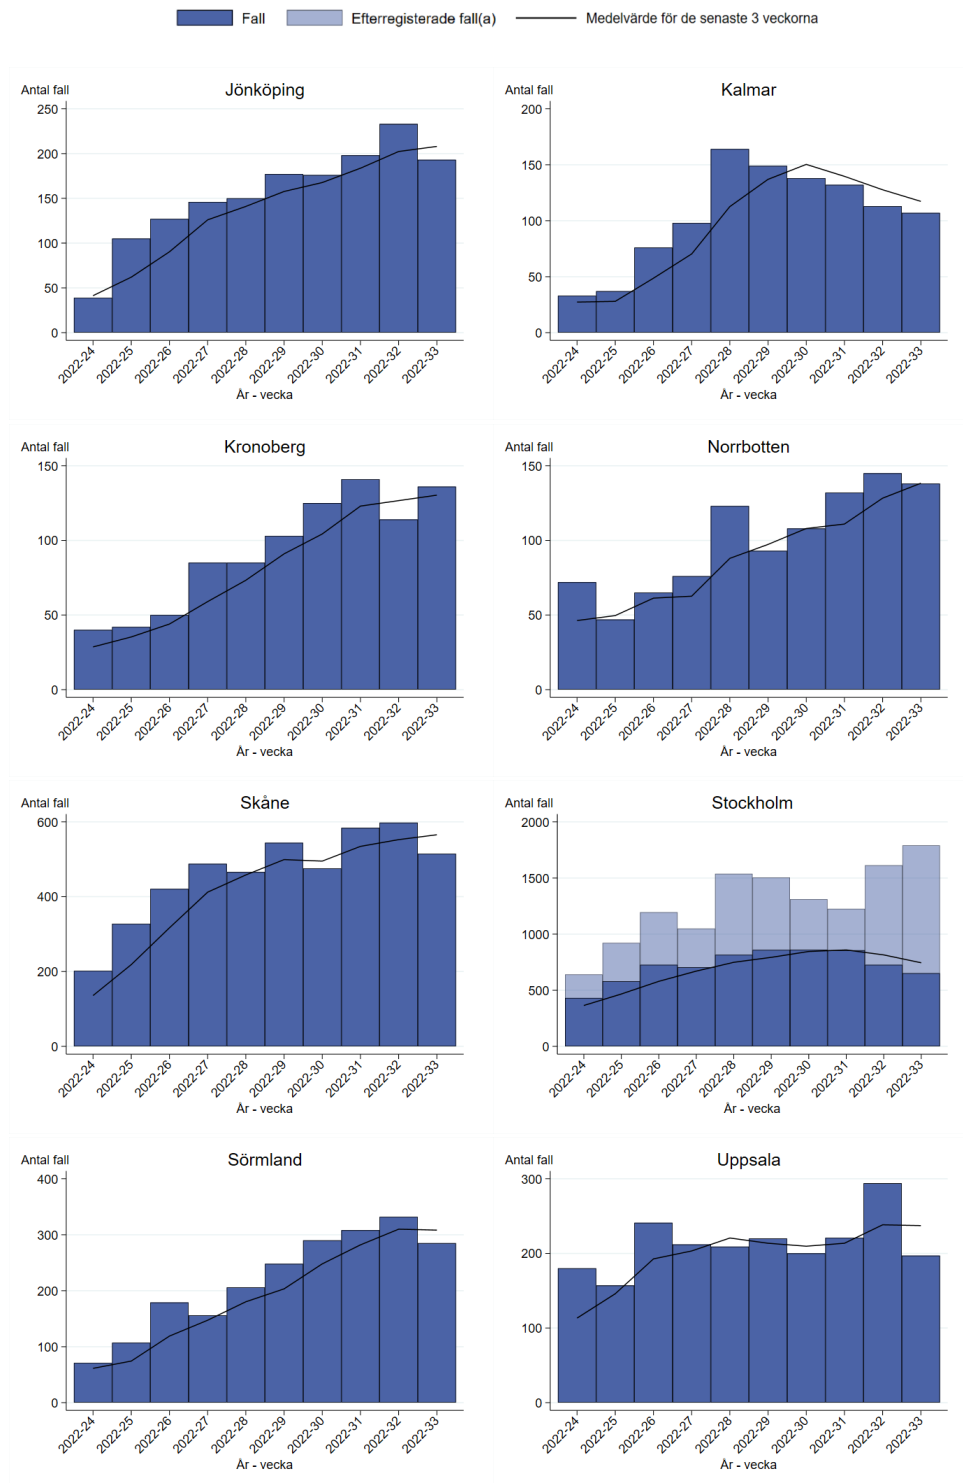 Fall Efterregisterade fall(a) Medelvärde för de senaste 3 veckorna
Antal fall
Jönköping
250
200
150
100
50
0
2022-24 2022-25 2022-26 2022-27 2022-28 2022-29 2022-30 2022-31 2022-32 2022-33
År - vecka
Antal fall
Kalmar
200
150
100
50
0
2022-24 2022-25 2022-26 2022-27 2022-28 2022-29 2022-30 2022-31 2022-32 2022-33
År - vecka
Antal fall
Kronoberg
150
100
50
0
2022-24 2022-25 2022-26 2022-27 2022-28 2022-29 2022-30 2022-31 2022-32 2022-33
År - vecka
Antal fall
Norrbotten
150
100
50
0
2022-24 2022-25 2022-26 2022-27 2022-28 2022-29 2022-30 2022-31 2022-32 2022-33
År - vecka
Antal fall
Skåne
600
400
200
0
2022-24 2022-25 2022-26 2022-27 2022-28 2022-29 2022-30 2022-31 2022-32 2022-33
År - vecka
Antal fall
Stockholm
2000
1500
1000
500
0
2022-24 2022-25 2022-26 2022-27 2022-28 2022-29 2022-30 2022-31 2022-32 2022-33
År - vecka
Antal fall
Sörmland
400
300
200
100
0
2022-24 2022-25 2022-26 2022-27 2022-28 2022-29 2022-30 2022-31 2022-32 2022-33
År - vecka
Antal fall
Uppsala
300
200
100
0
2022-24 2022-25 2022-26 2022-27 2022-28 2022-29 2022-30 2022-31 2022-32 2022-33
År - vecka